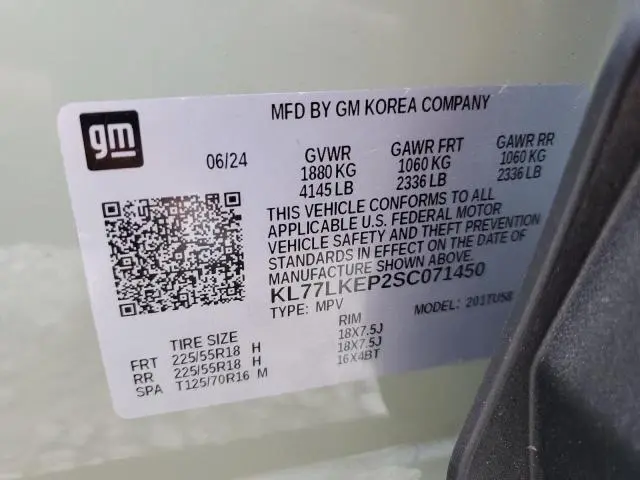 MFD BY GM KOREA COMPANY
gm
06/24
GVWR GAWR FRT GAWR RR
1880 KG 1060 KG 1060 KG
4145 LB 2336 LB 2336 LB
THIS VEHICLE CONFORMS TO ALL
APPLICABLE U.S. FEDERAL MOTOR
VEHICLE SAFETY AND THEFT PREVENTION
STANDARDS IN EFFECT ON THE DATE OF
MANUFACTURE SHOWN ABOVE.
KL77LKEP2SC071450
TYPE: MPV MODEL: 201TU58
TIRE SIZE RIM
FRT 225/55R18 H 18X7.5J
RR 225/55R18 H 18X7.5J
SPA T125/70R16 M 16X4BT